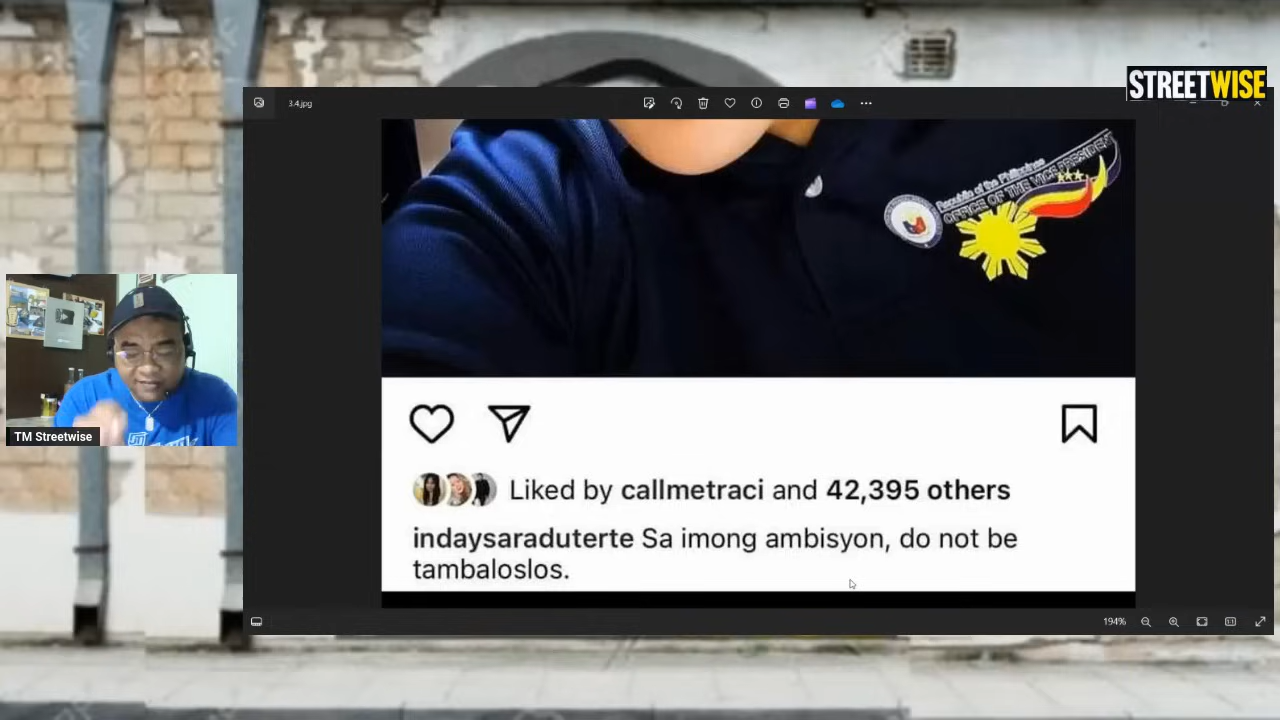 STREETWISE
3.4.jpg
Republic of the Philippines
OFFICE OF THE VICE PRESIDENT
TM Streetwise
Liked by callmetraci and 42,395 others
indaysaraduterte Sa imong ambisyon, do not be
tambaloslos.
194%